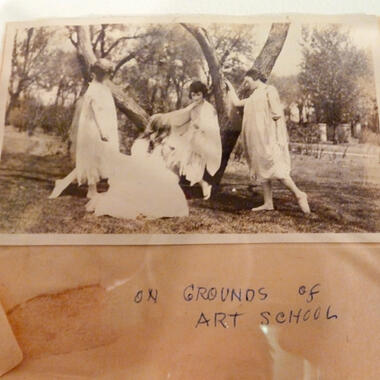 ON GROUNDS of
ART SCHOOL